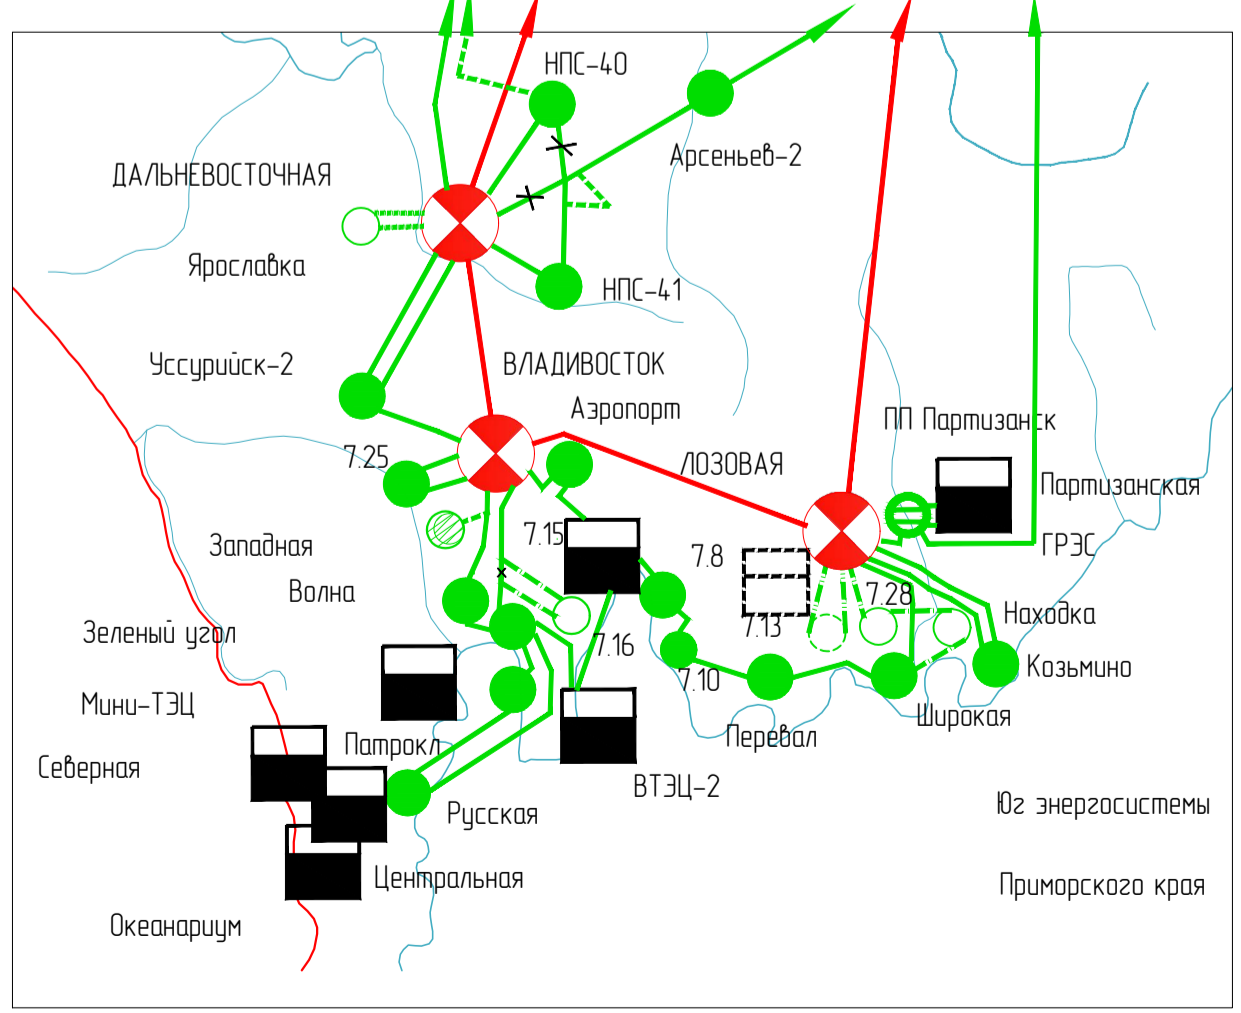 НПС-40
Арсеньев-2
ДАЛЬНЕВОСТОЧНАЯ
Ярославка
НПС-41
Уссурийск-2
ВЛАДИВОСТОК
Аэропорт
ПП Партизанск
7.25
ЛОЗОВАЯ
Партизанская
ГРЭС
7.15
Западная
7.8
Волна
7.28
Находка
Зеленый угол
7.13
7.16
Козьмино
7.10
Мини-ТЭЦ
Широкая
Патрокл
Перевал
Северная
ВТЭЦ-2
Русская
Юг энергосистемы
Центральная
Приморского края
Океанариум